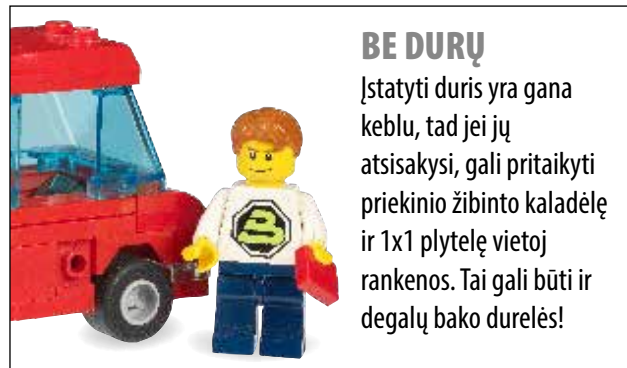 BE DURŲ
Įstatyti duris yra gana
keblu, tad jei jų
atsisakysi, gali pritaikyti
priekinio žibinto kaladėlę
ir 1x1 plytelę vietoj
rankenos. Tai gali būti ir
degalų bako durelės!